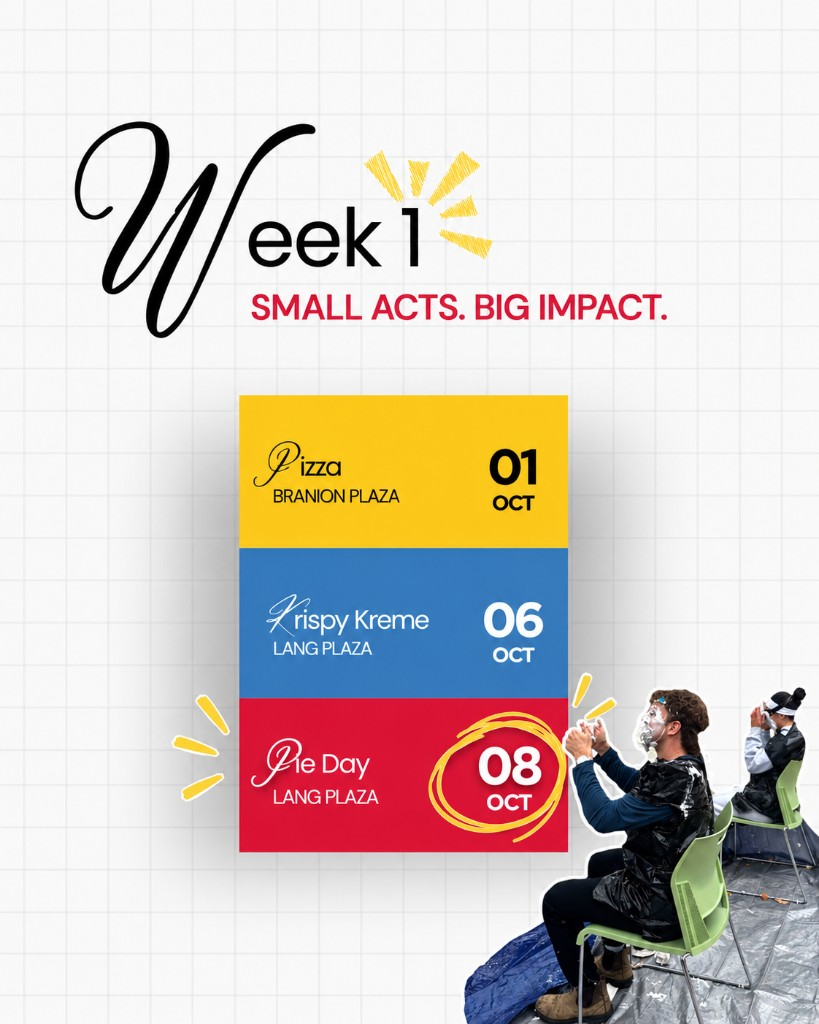 Week 1
SMALL ACTS. BIG IMPACT.
Pizza
BRANION PLAZA
01
OCT
Krispy Kreme
LANG PLAZA
06
OCT
Pie Day
LANG PLAZA
08
OCT